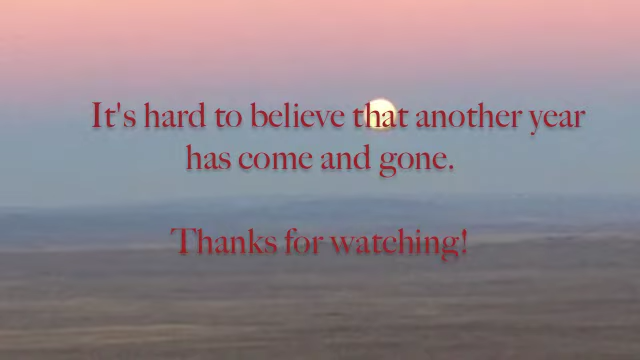 It's hard to believe that another year
has come and gone.
Thanks for watching!